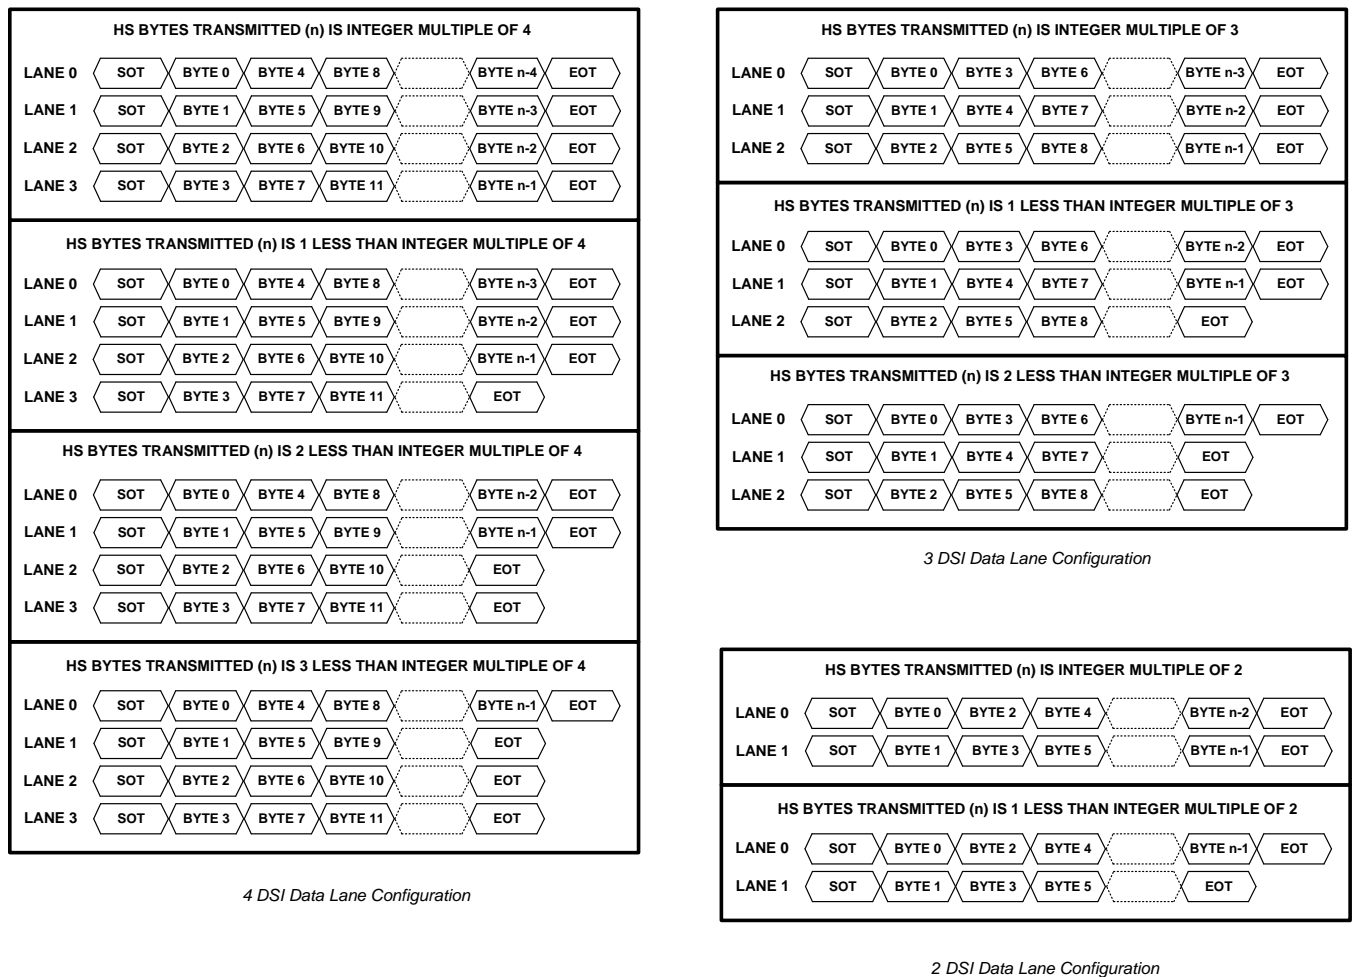 HS BYTES TRANSMITTED (n) IS INTEGER MULTIPLE OF 4
LANE 0 SOT BYTE 0 BYTE 4 BYTE 8 BYTE n-4 EOT
LANE 1 SOT BYTE 1 BYTE 5 BYTE 9 BYTE n-3 EOT
LANE 2 SOT BYTE 2 BYTE 6 BYTE 10 BYTE n-2 EOT
LANE 3 SOT BYTE 3 BYTE 7 BYTE 11 BYTE n-1 EOT
HS BYTES TRANSMITTED (n) IS 1 LESS THAN INTEGER MULTIPLE OF 4
LANE 0 SOT BYTE 0 BYTE 4 BYTE 8 BYTE n-3 EOT
LANE 1 SOT BYTE 1 BYTE 5 BYTE 9 BYTE n-2 EOT
LANE 2 SOT BYTE 2 BYTE 6 BYTE 10 BYTE n-1 EOT
LANE 3 SOT BYTE 3 BYTE 7 BYTE 11 EOT
HS BYTES TRANSMITTED (n) IS 2 LESS THAN INTEGER MULTIPLE OF 4
LANE 0 SOT BYTE 0 BYTE 4 BYTE 8 BYTE n-2 EOT
LANE 1 SOT BYTE 1 BYTE 5 BYTE 9 BYTE n-1 EOT
LANE 2 SOT BYTE 2 BYTE 6 BYTE 10 EOT
LANE 3 SOT BYTE 3 BYTE 7 BYTE 11 EOT
HS BYTES TRANSMITTED (n) IS 3 LESS THAN INTEGER MULTIPLE OF 4
LANE 0 SOT BYTE 0 BYTE 4 BYTE 8 BYTE n-1 EOT
LANE 1 SOT BYTE 1 BYTE 5 BYTE 9 EOT
LANE 2 SOT BYTE 2 BYTE 6 BYTE 10 EOT
LANE 3 SOT BYTE 3 BYTE 7 BYTE 11 EOT
4 DSI Data Lane Configuration
HS BYTES TRANSMITTED (n) IS INTEGER MULTIPLE OF 3
LANE 0 SOT BYTE 0 BYTE 3 BYTE 6 BYTE n-3 EOT
LANE 1 SOT BYTE 1 BYTE 4 BYTE 7 BYTE n-2 EOT
LANE 2 SOT BYTE 2 BYTE 5 BYTE 8 BYTE n-1 EOT
HS BYTES TRANSMITTED (n) IS 1 LESS THAN INTEGER MULTIPLE OF 3
LANE 0 SOT BYTE 0 BYTE 3 BYTE 6 BYTE n-2 EOT
LANE 1 SOT BYTE 1 BYTE 4 BYTE 7 BYTE n-1 EOT
LANE 2 SOT BYTE 2 BYTE 5 BYTE 8 EOT
HS BYTES TRANSMITTED (n) IS 2 LESS THAN INTEGER MULTIPLE OF 3
LANE 0 SOT BYTE 0 BYTE 3 BYTE 6 BYTE n-1 EOT
LANE 1 SOT BYTE 1 BYTE 4 BYTE 7 EOT
LANE 2 SOT BYTE 2 BYTE 5 BYTE 8 EOT
3 DSI Data Lane Configuration
HS BYTES TRANSMITTED (n) IS INTEGER MULTIPLE OF 2
LANE 0 SOT BYTE 0 BYTE 2 BYTE 4 BYTE n-2 EOT
LANE 1 SOT BYTE 1 BYTE 3 BYTE 5 BYTE n-1 EOT
HS BYTES TRANSMITTED (n) IS 1 LESS THAN INTEGER MULTIPLE OF 2
LANE 0 SOT BYTE 0 BYTE 2 BYTE 4 BYTE n-1 EOT
LANE 1 SOT BYTE 1 BYTE 3 BYTE 5 EOT
2 DSI Data Lane Configuration